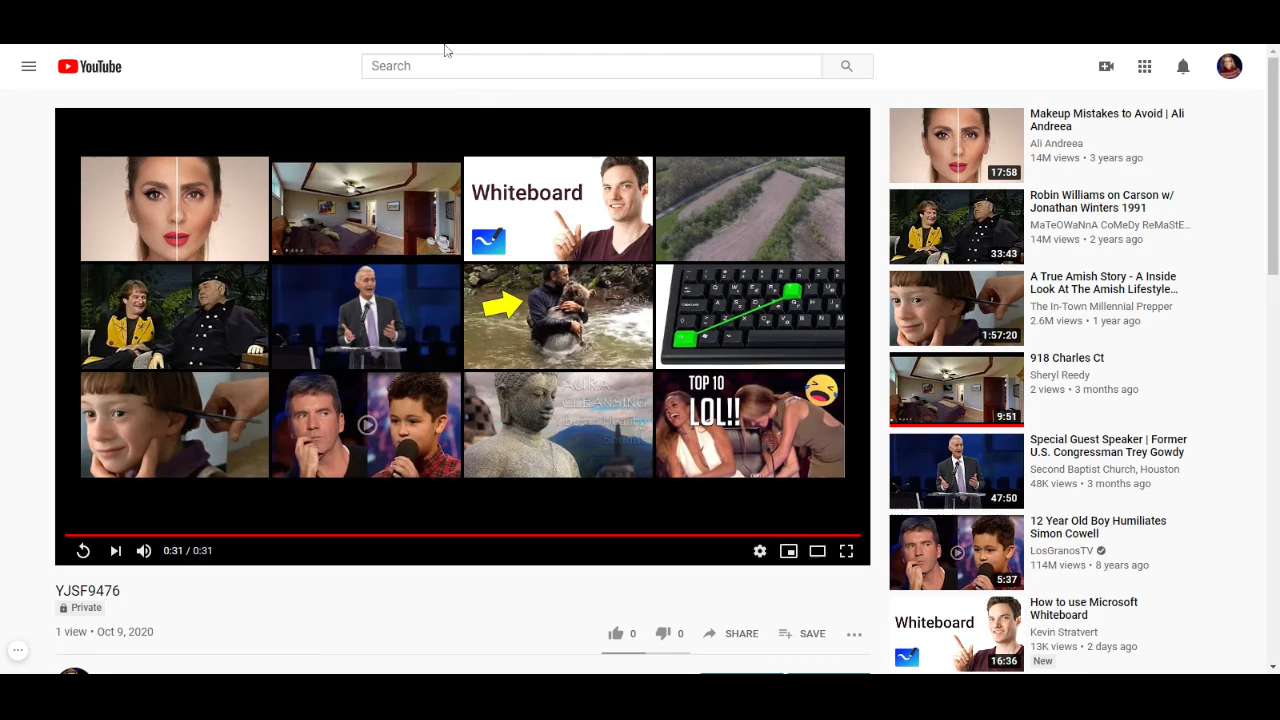 YouTube
Search
Whiteboard
AURA
CLEANSING
TOP 10
LOL!!
0:31 / 0:31
YJSF9476
Private
1 view • Oct 9, 2020
0
0
SHARE
SAVE
Makeup Mistakes to Avoid | Ali
Andreea
Ali Andreea
14M views • 3 years ago
17:58
Robin Williams on Carson w/
Jonathan Winters 1991
MaTeOWaNnA CoMeDy ReMaStE...
14M views • 2 years ago
33:43
A True Amish Story - A Inside
Look At The Amish Lifestyle...
The In-Town Millennial Prepper
2.6M views • 1 year ago
1:57:20
918 Charles Ct
Sheryl Reedy
2 views • 3 months ago
9:51
Special Guest Speaker | Former
U.S. Congressman Trey Gowdy
Second Baptist Church, Houston
48K views • 3 months ago
47:50
12 Year Old Boy Humiliates
Simon Cowell
LosGranosTV
114M views • 8 years ago
5:37
How to use Microsoft
Whiteboard
Kevin Stratvert
13K views • 2 days ago
New
Whiteboard
16:36